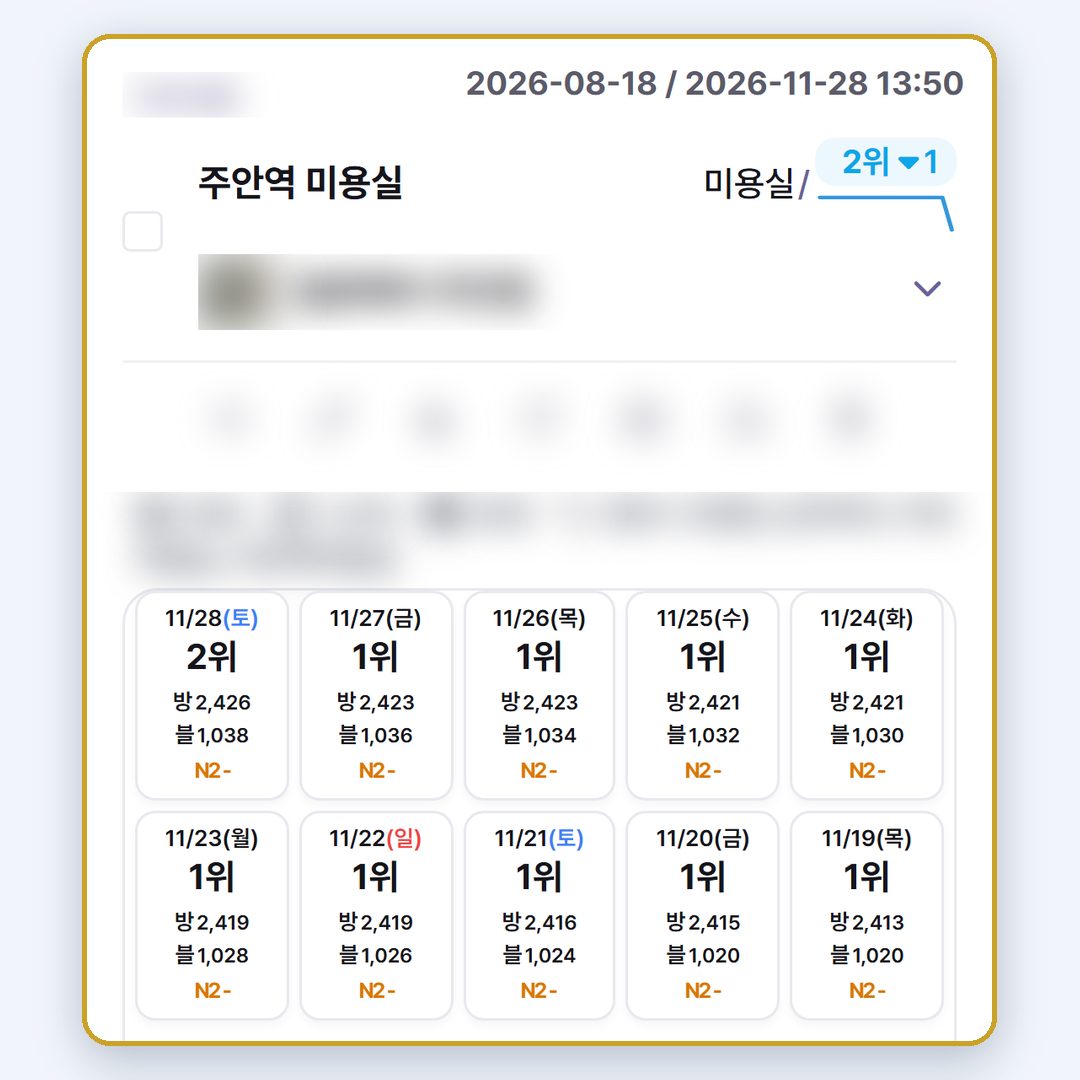 2026-08-18 / 2026-11-28 13:50
2위 ▼1
주안역 미용실
미용실/
11/28(토) 11/27(금) 11/26(목) 11/25(수) 11/24(화)
2위 1위 1위 1위 1위
방 2,426 방 2,423 방 2,423 방 2,421 방 2,421
블 1,038 블 1,036 블 1,034 블 1,032 블 1,030
N2- N2- N2- N2- N2-
11/23(월) 11/22(일) 11/21(토) 11/20(금) 11/19(목)
1위 1위 1위 1위 1위
방 2,419 방 2,419 방 2,416 방 2,415 방 2,413
블 1,028 블 1,026 블 1,024 블 1,020 블 1,020
N2- N2- N2- N2- N2-